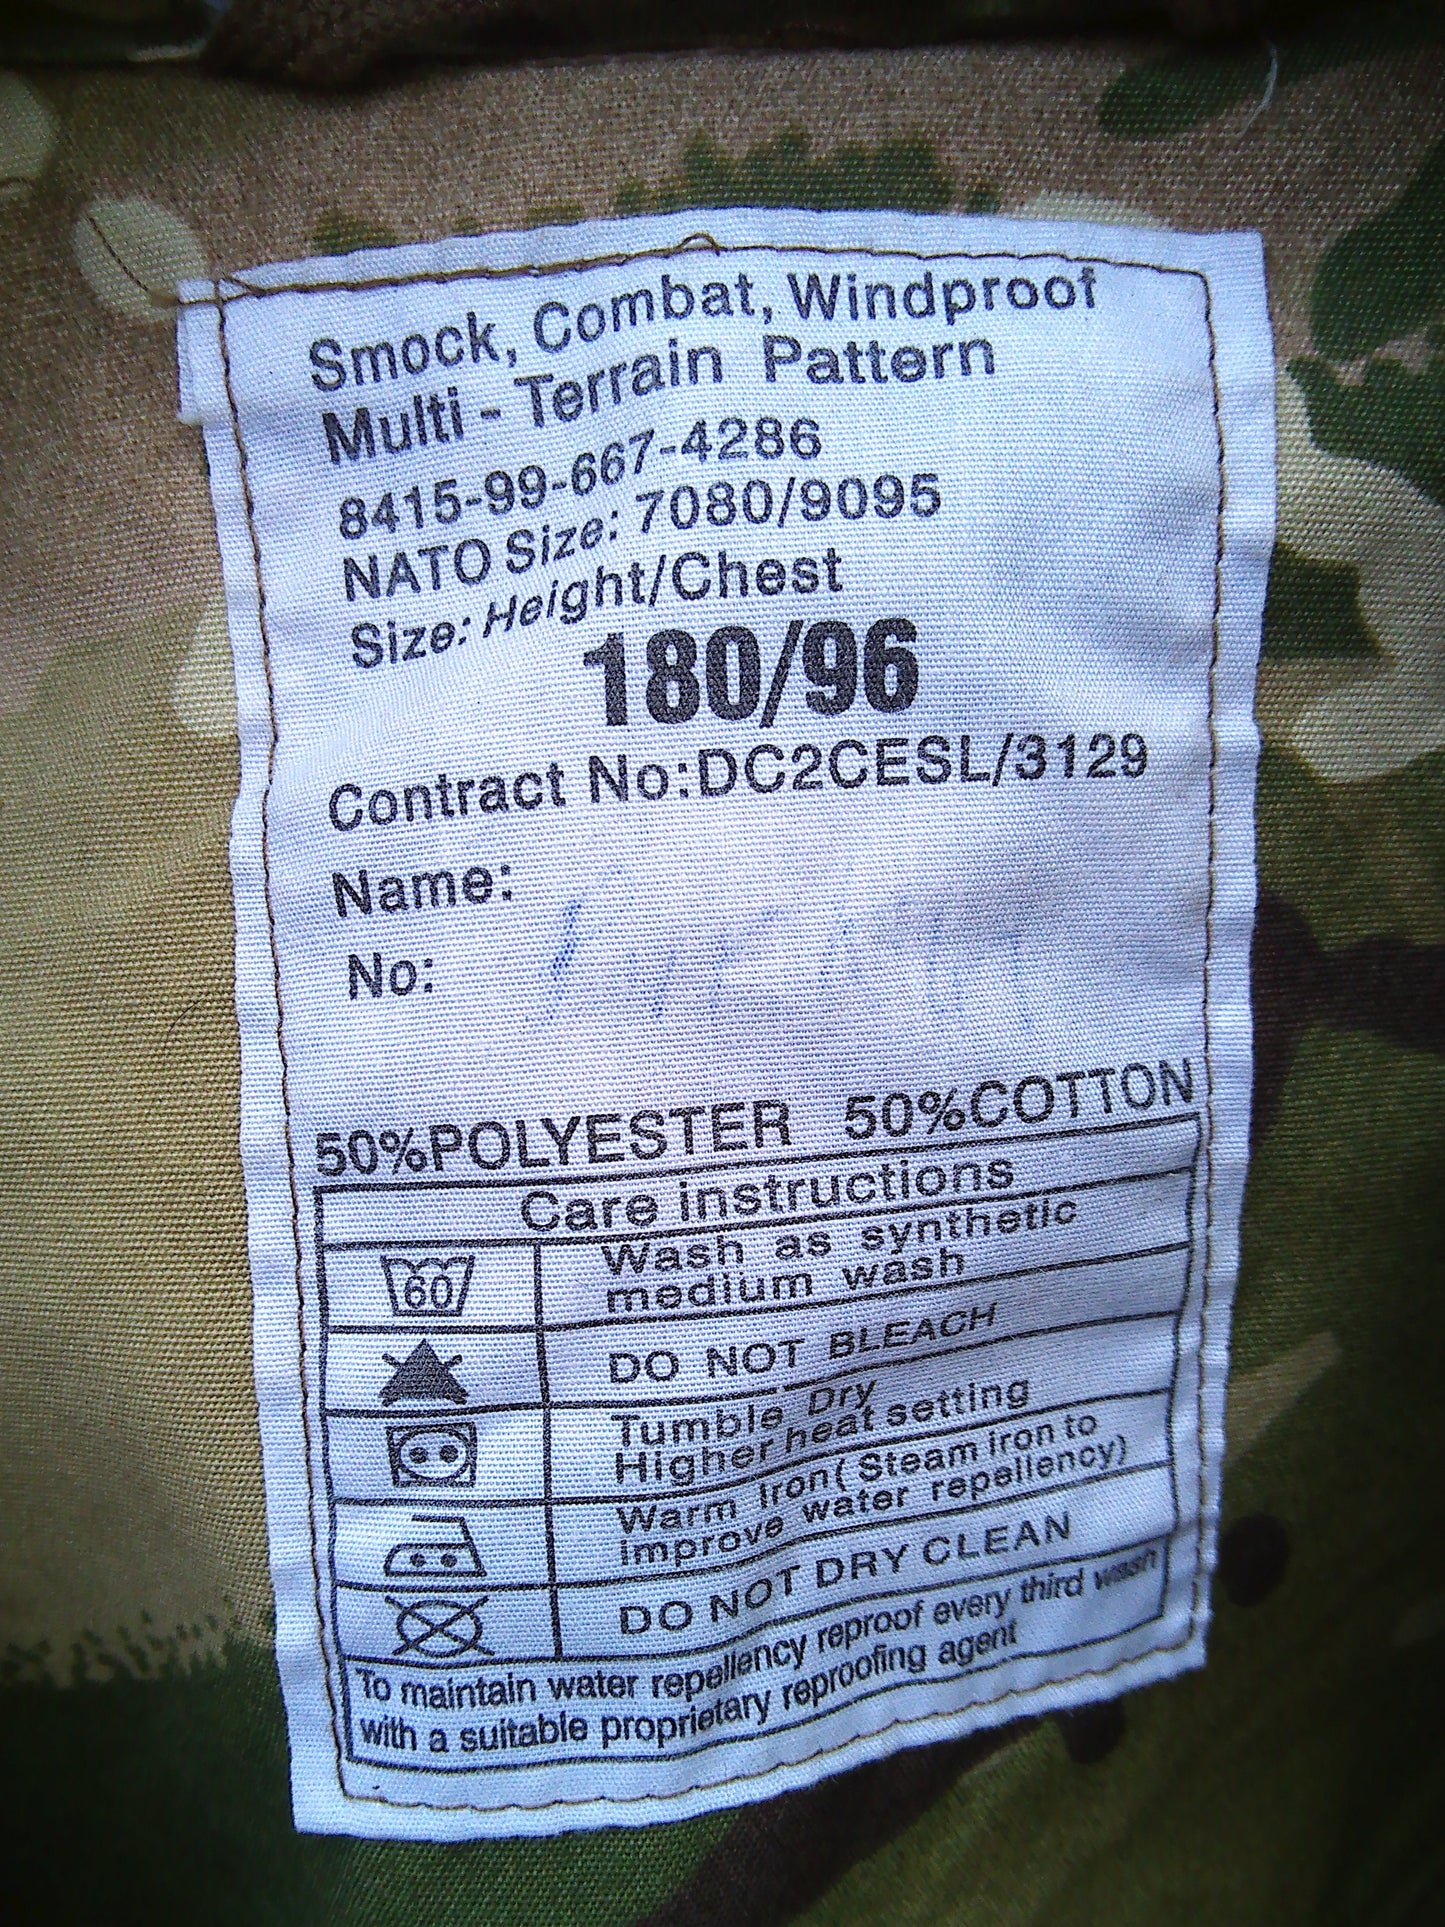 Smock, Combat, Windproof
Multi - Terrain Pattern
8415-99-667-4286
NATO Size: 7080/9095
Size: Height/Chest
180/96
Contract No:DC2CESL/3129
Name:
No:
50%POLYESTER 50%COTTON
Care instructions
60 Wash as synthetic
medium wash
DO NOT BLEACH
Tumble Dry
Higher heat setting
Warm Iron( Steam iron to
improve water repellency)
DO NOT DRY CLEAN
To maintain water repellency reproof every third wash
with a suitable proprietary reproofing agent